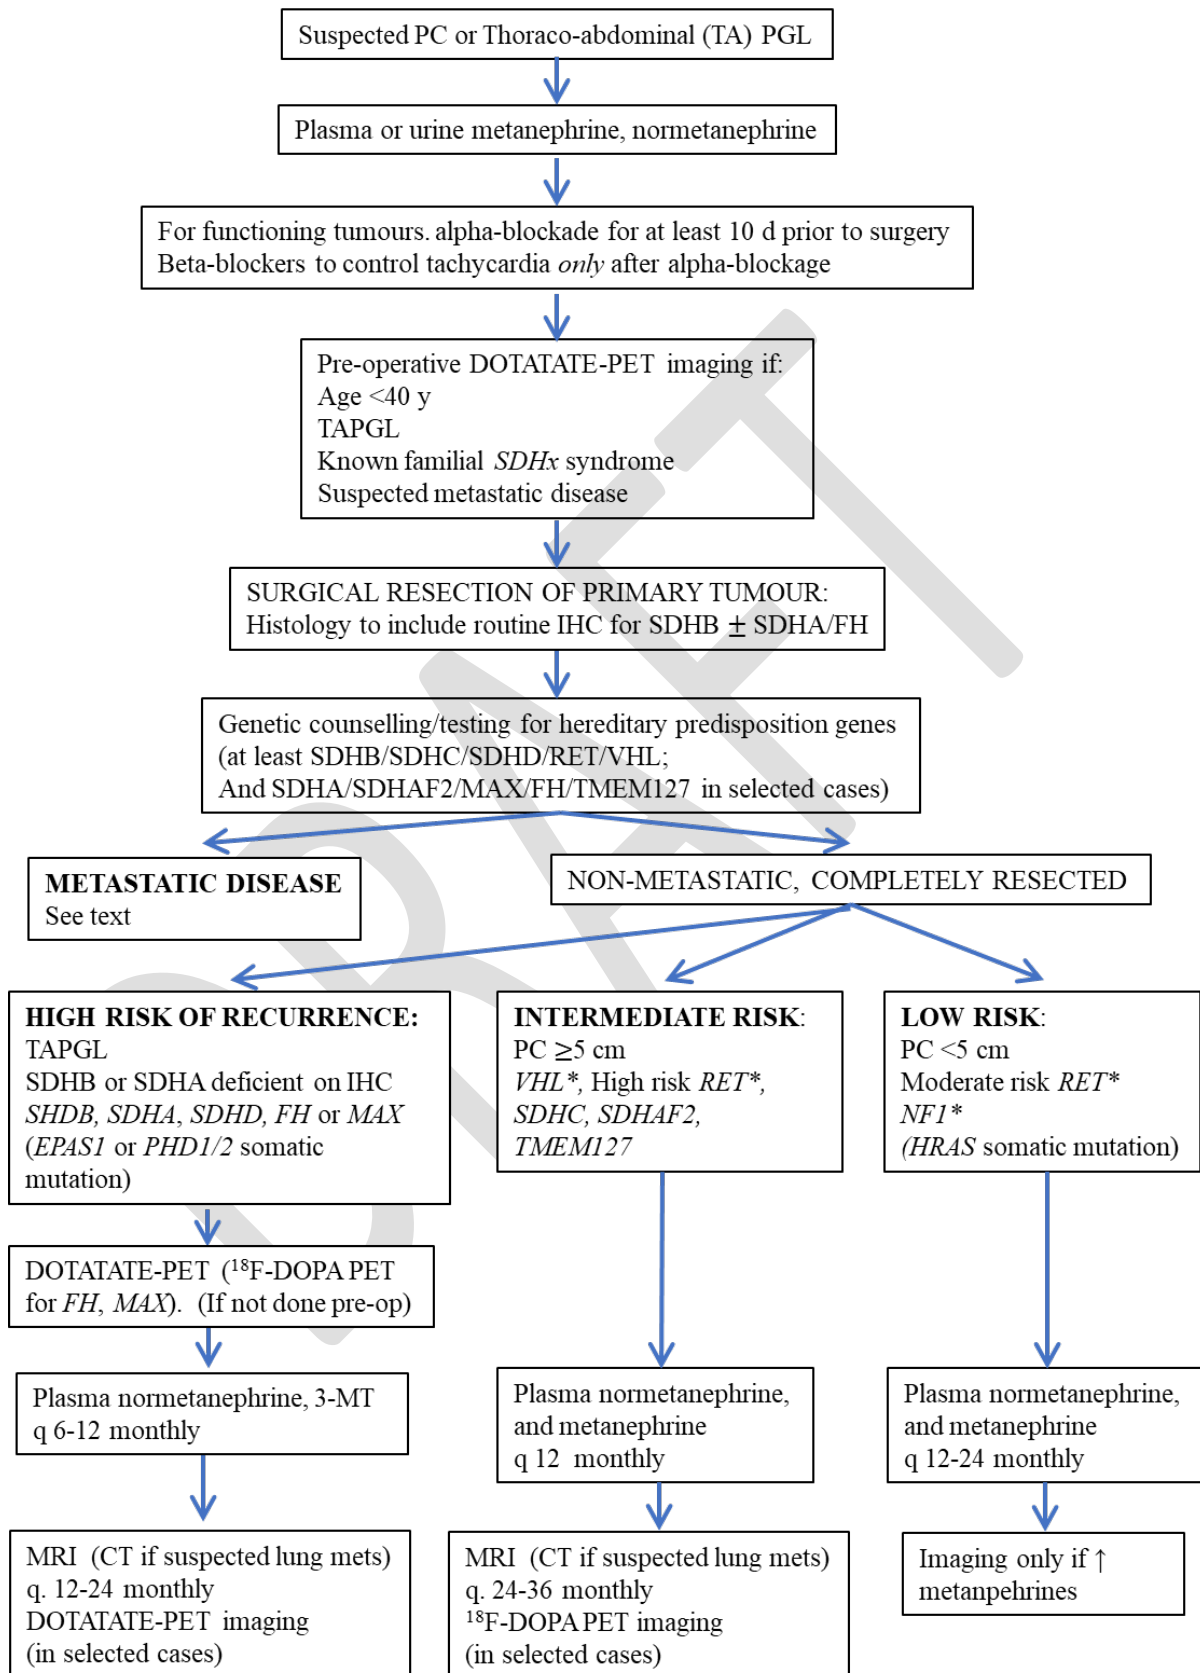 Suspected PC or Thoraco-abdominal (TA) PGL
Plasma or urine metanephrine, normetanephrine
For functioning tumours. alpha-blockade for at least 10 d prior to surgery
Beta-blockers to control tachycardia only after alpha-blockage
Pre-operative DOTATATE-PET imaging if:
Age <40 y
TAPGL
Known familial SDHx syndrome
Suspected metastatic disease
SURGICAL RESECTION OF PRIMARY TUMOUR:
Histology to include routine IHC for SDHB ± SDHA/FH
Genetic counselling/testing for hereditary predisposition genes
(at least SDHB/SDHC/SDHD/RET/VHL;
And SDHA/SDHAF2/MAX/FH/TMEM127 in selected cases)
METASTATIC DISEASE
See text
NON-METASTATIC, COMPLETELY RESECTED
HIGH RISK OF RECURRENCE:
TAPGL
SDHB or SDHA deficient on IHC
SHDB, SDHA, SDHD, FH or MAX
(EPAS1 or PHD1/2 somatic
mutation)
INTERMEDIATE RISK:
PC ≥5 cm
VHL*, High risk RET*,
SDHC, SDHAF2,
TMEM127
LOW RISK:
PC <5 cm
Moderate risk RET*
NF1*
(HRAS somatic mutation)
DOTATATE-PET (18F-DOPA PET
for FH, MAX). (If not done pre-op)
Plasma normetanephrine, 3-MT
q 6-12 monthly
Plasma normetanephrine,
and metanephrine
q 12 monthly
Plasma normetanephrine,
and metanephrine
q 12-24 monthly
MRI (CT if suspected lung mets)
q. 12-24 monthly
DOTATATE-PET imaging
(in selected cases)
MRI (CT if suspected lung mets)
q. 24-36 monthly
18F-DOPA PET imaging
(in selected cases)
Imaging only if ↑
metanpehrines
DRAFT